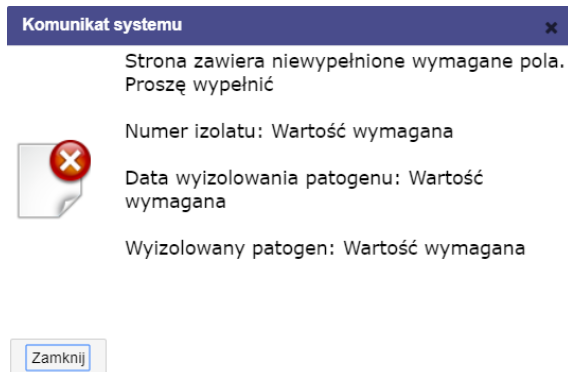 Komunikat systemu
Strona zawiera niewypełnione wymagane pola.
Proszę wypełnić
Numer izolatu: Wartość wymagana
Data wyizolowania patogenu: Wartość
wymagana
Wyizolowany patogen: Wartość wymagana
Zamknij